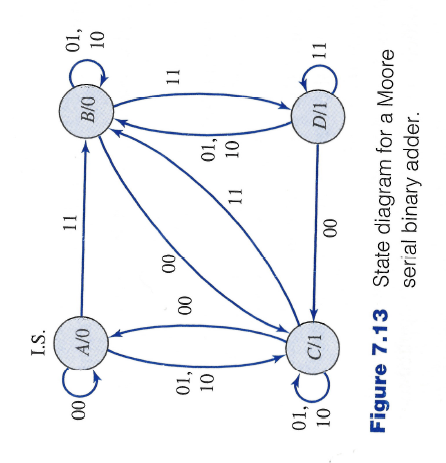 I.S.
00
A/0
11
B/0
01,
10
01,
10
00
00
11
01,
10
11
01,
10
C/1
00
D/1
11
Figure 7.13 State diagram for a Moore
serial binary adder.